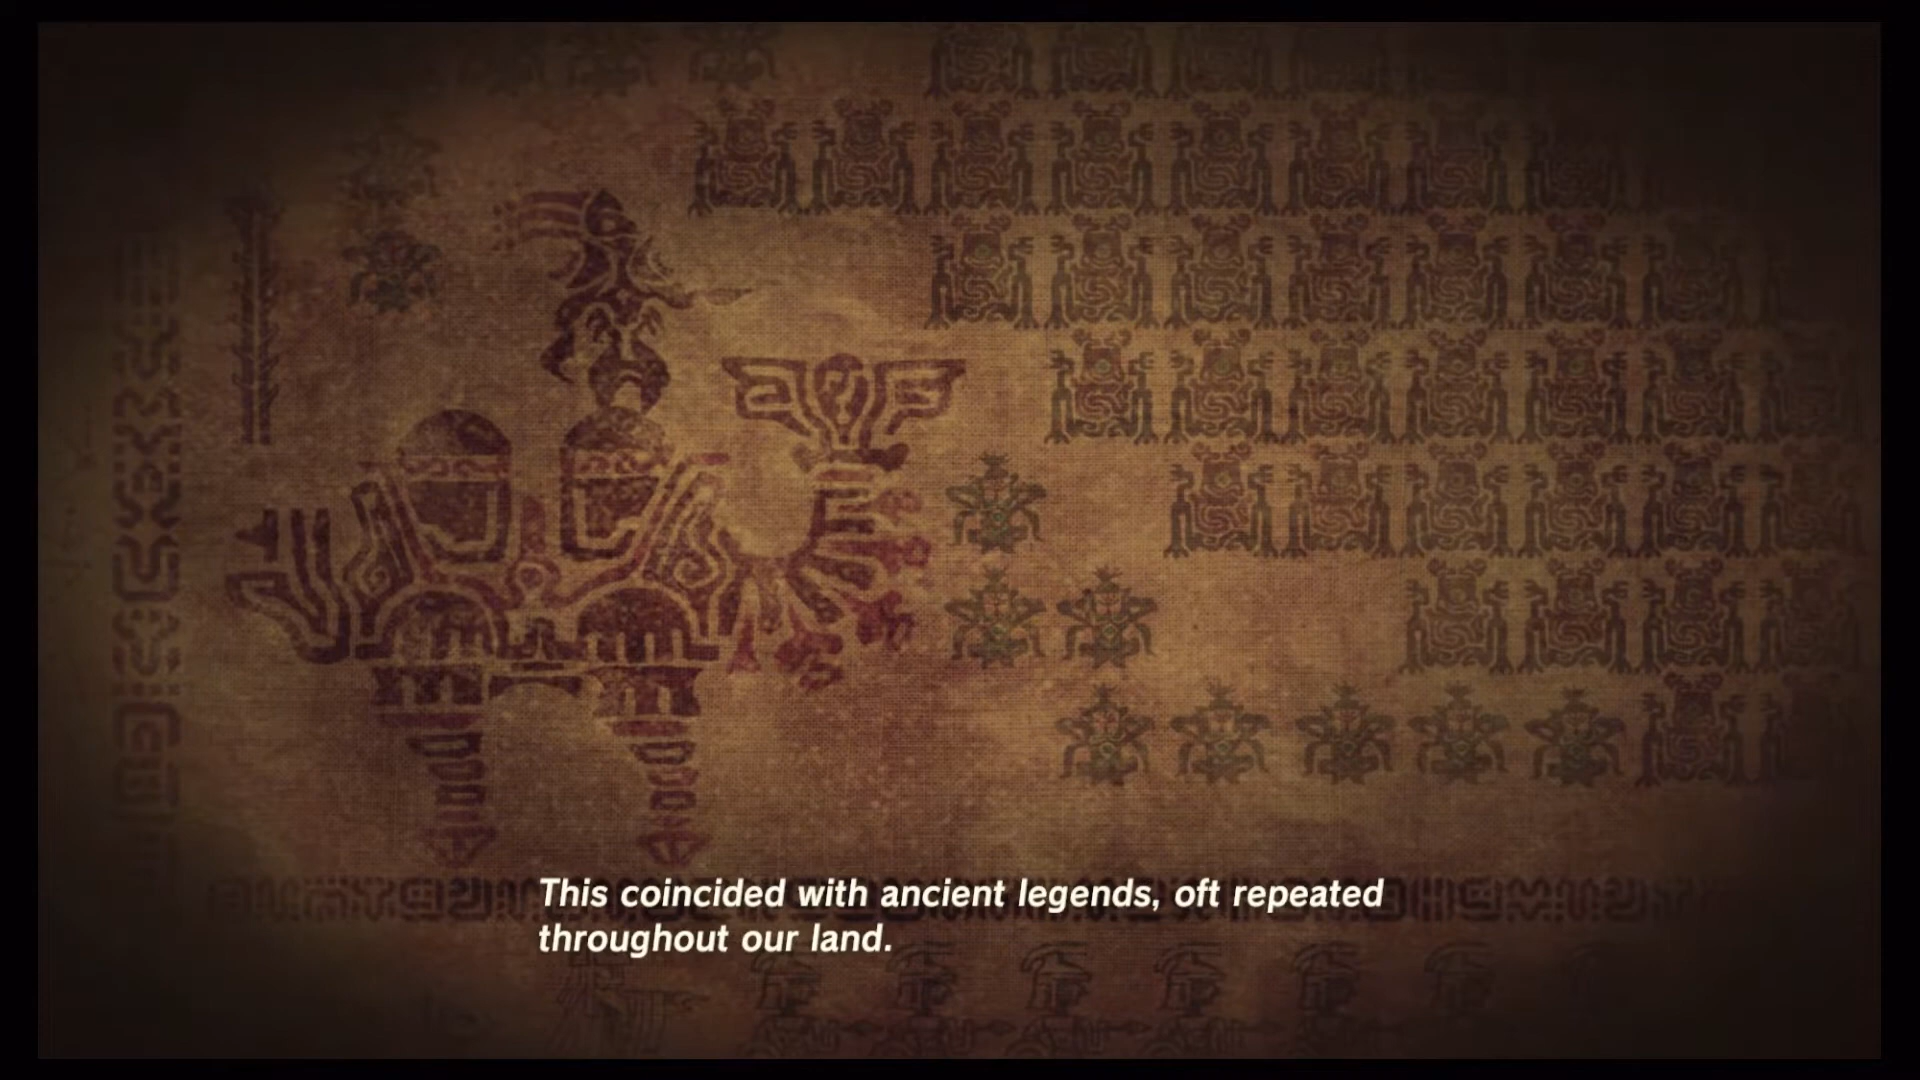 This coincided with ancient legends, oft repeated
throughout our land.